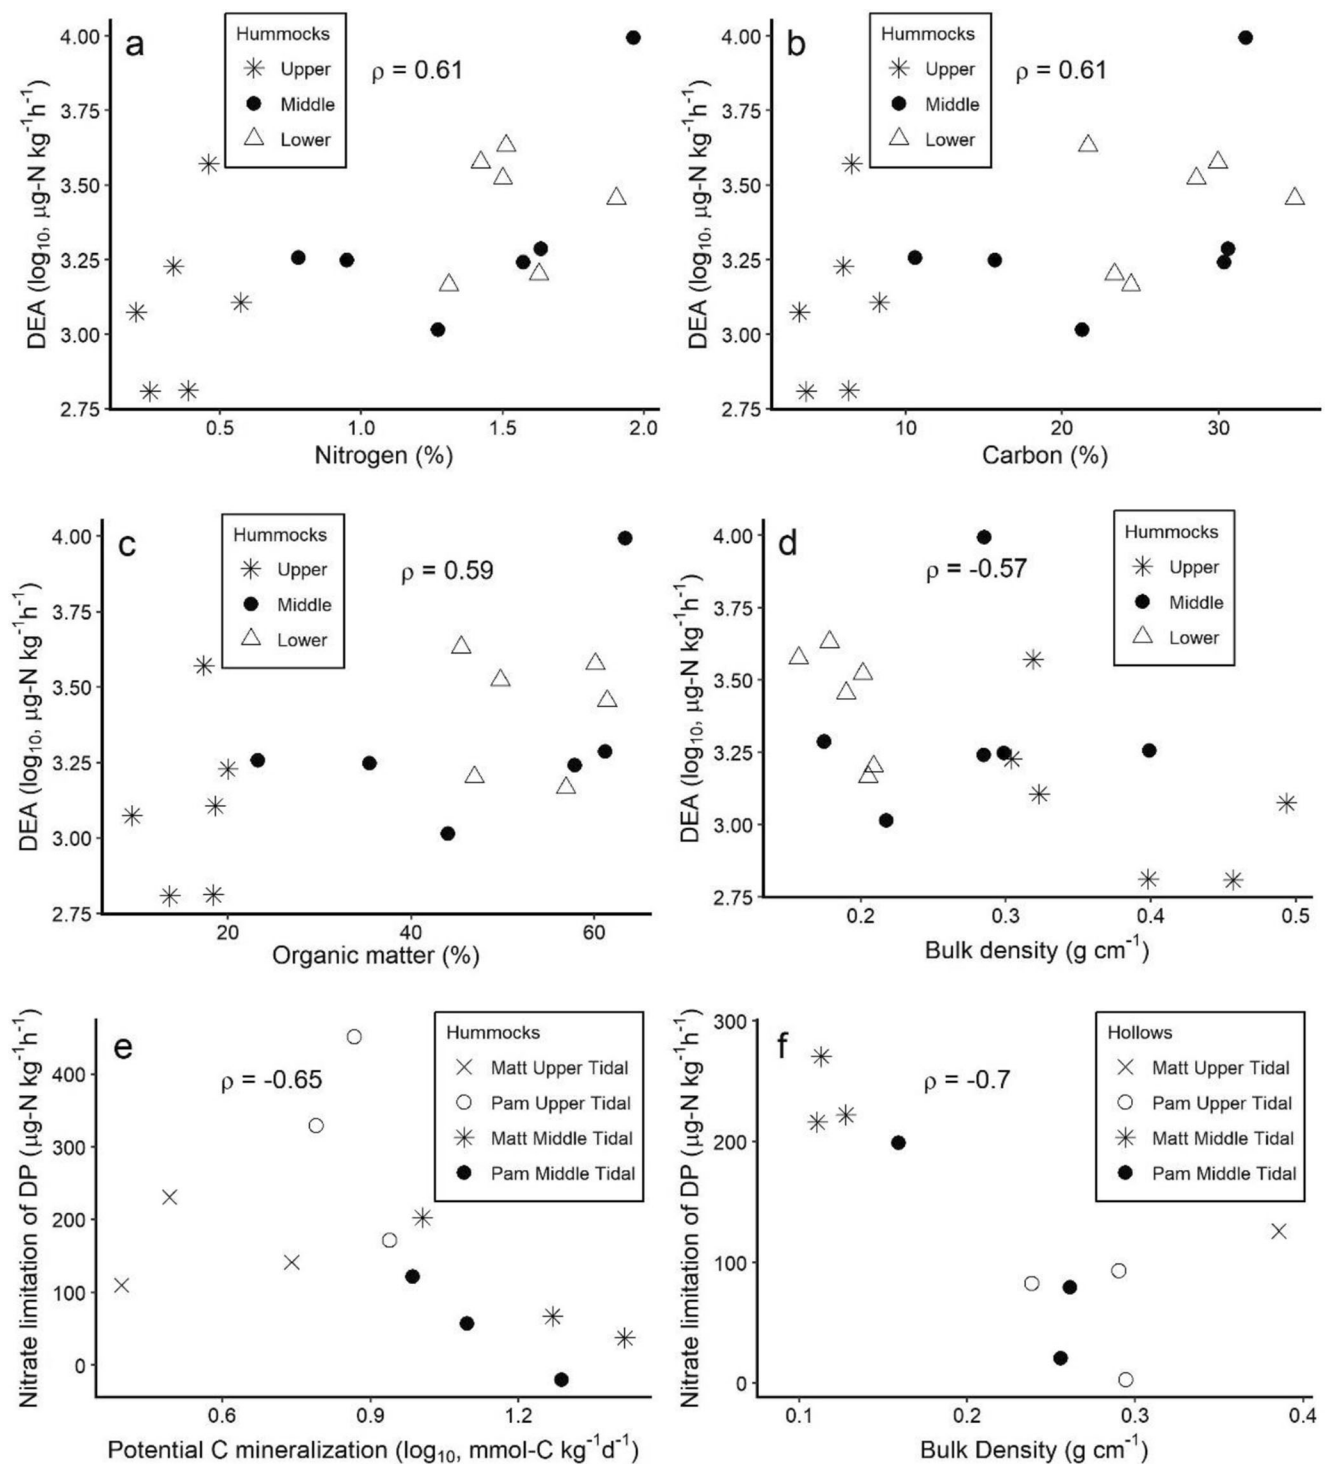 a
Hummocks
Upper
Middle
Lower
ρ = 0.61
DEA (log10, μg-N kg-1h-1)
4.00
3.75
3.50
3.25
3.00
2.75
0.5 1.0 1.5 2.0
Nitrogen (%)
b
Hummocks
Upper
Middle
Lower
ρ = 0.61
DEA (log10, μg-N kg-1h-1)
4.00
3.75
3.50
3.25
3.00
2.75
10 20 30
Carbon (%)
c
Hummocks
Upper
Middle
Lower
ρ = 0.59
DEA (log10, μg-N kg-1h-1)
4.00
3.75
3.50
3.25
3.00
2.75
20 40 60
Organic matter (%)
d
Hummocks
Upper
Middle
Lower
ρ = -0.57
DEA (log10, μg-N kg-1h-1)
4.00
3.75
3.50
3.25
3.00
2.75
0.2 0.3 0.4 0.5
Bulk density (g cm-1)
e
Hummocks
Matt Upper Tidal
Pam Upper Tidal
Matt Middle Tidal
Pam Middle Tidal
ρ = -0.65
Nitrate limitation of DP (μg-N kg-1h-1)
400
300
200
100
0
0.6 0.9 1.2
Potential C mineralization (log10, mmol-C kg-1d-1)
f
Hollows
Matt Upper Tidal
Pam Upper Tidal
Matt Middle Tidal
Pam Middle Tidal
ρ = -0.7
Nitrate limitation of DP (μg-N kg-1h-1)
300
200
100
0
0.1 0.2 0.3 0.4
Bulk Density (g cm-1)